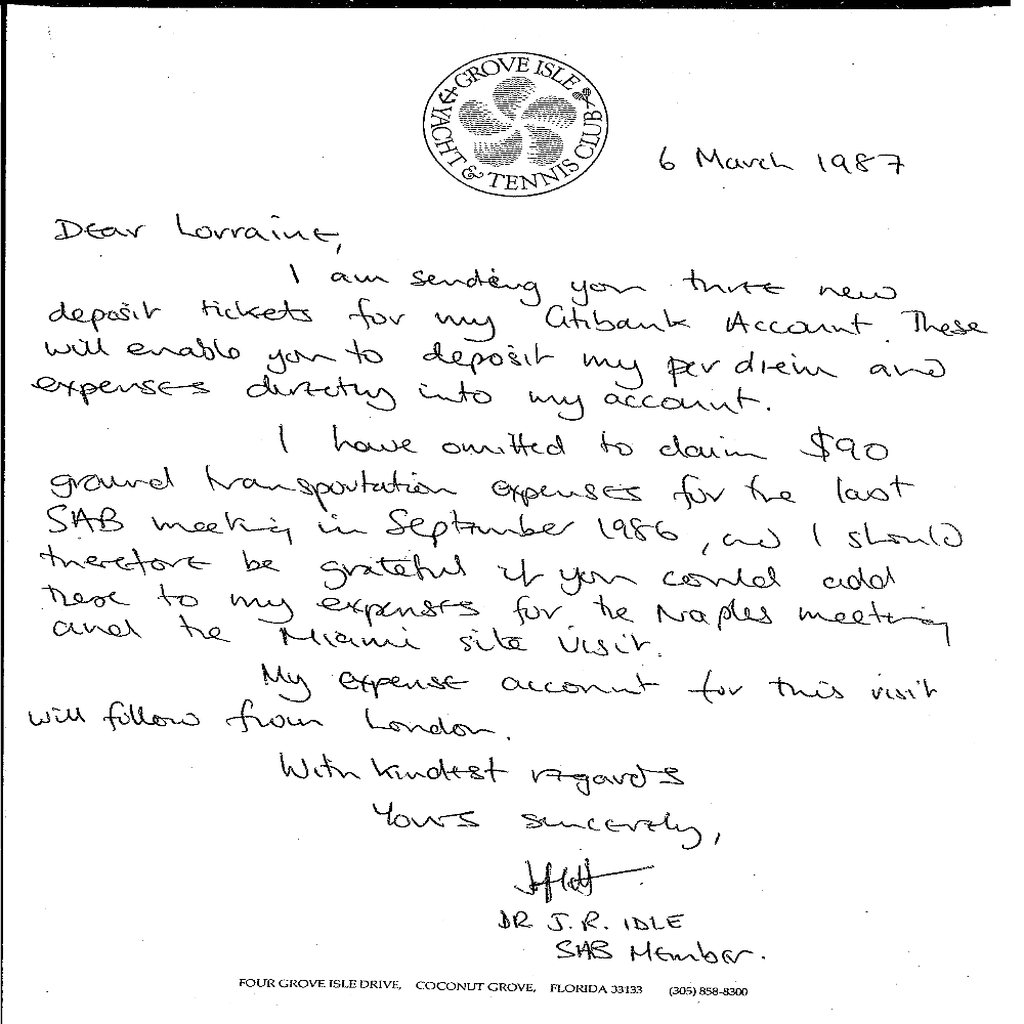 GROVE ISLE
YACHT & TENNIS CLUB
6 March 1987
Dear Lorraine,
I am sending you three new
deposit tickets for my Citibank Account. These
will enable you to deposit my per diem and
expenses directly into my account.
I have omitted to claim $90
ground transportation expenses for the last
SAB meeting in September 1986, and I should
therefore be grateful if you could add
these to my expenses for the Naples meeting
and the Miami site visit.
My expense account for this visit
will follow from London.
With kindest regards
Yours sincerely,
DR J.R. IDLE
SAB Member.
FOUR GROVE ISLE DRIVE, COCONUT GROVE, FLORIDA 33133 (305) 858-8300